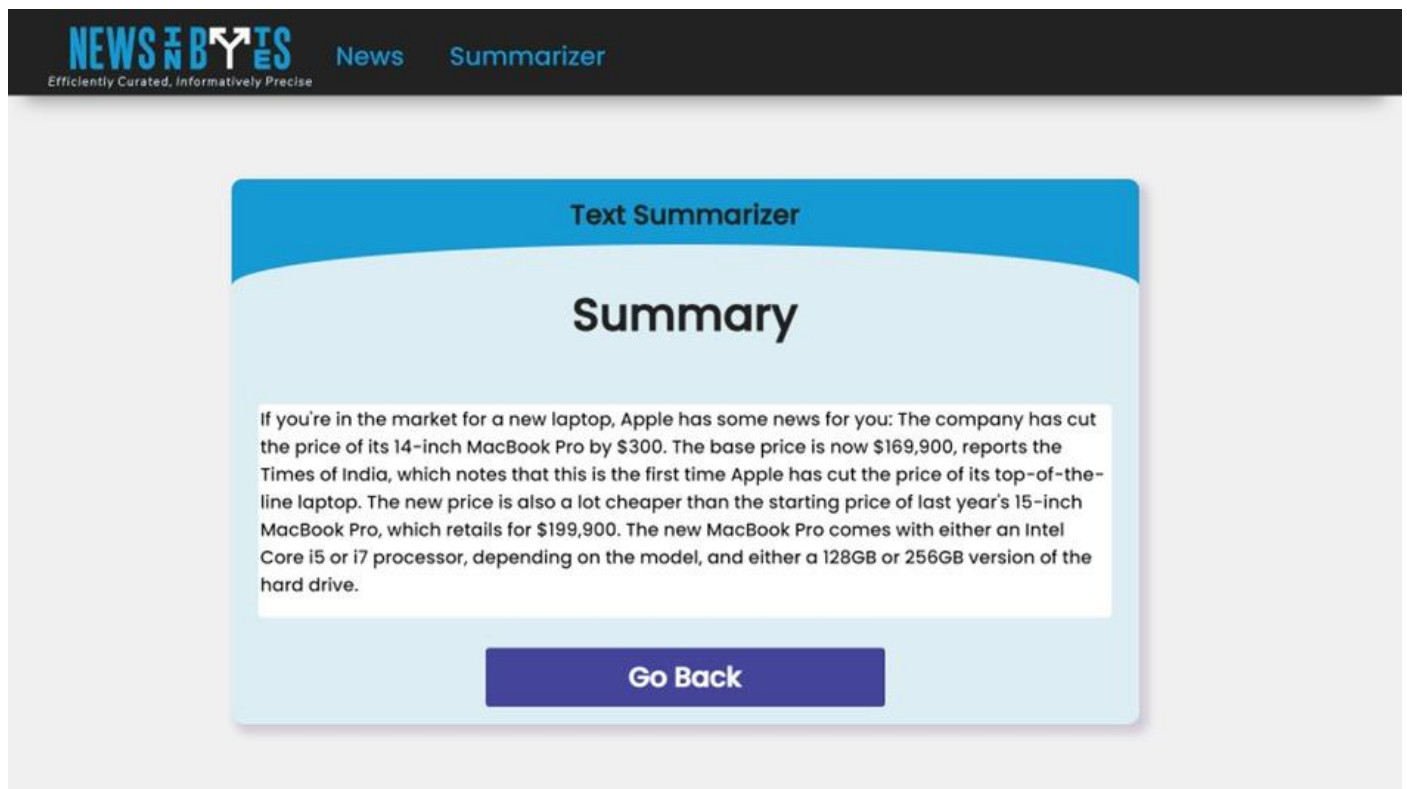 NEWS IN BYTES
Efficiently Curated, Informatively Precise
News Summarizer
Text Summarizer
Summary
If you're in the market for a new laptop, Apple has some news for you: The company has cut
the price of its 14-inch MacBook Pro by $300. The base price is now $169,900, reports the
Times of India, which notes that this is the first time Apple has cut the price of its top-of-the-
line laptop. The new price is also a lot cheaper than the starting price of last year's 15-inch
MacBook Pro, which retails for $199,900. The new MacBook Pro comes with either an Intel
Core i5 or i7 processor, depending on the model, and either a 128GB or 256GB version of the
hard drive.
Go Back